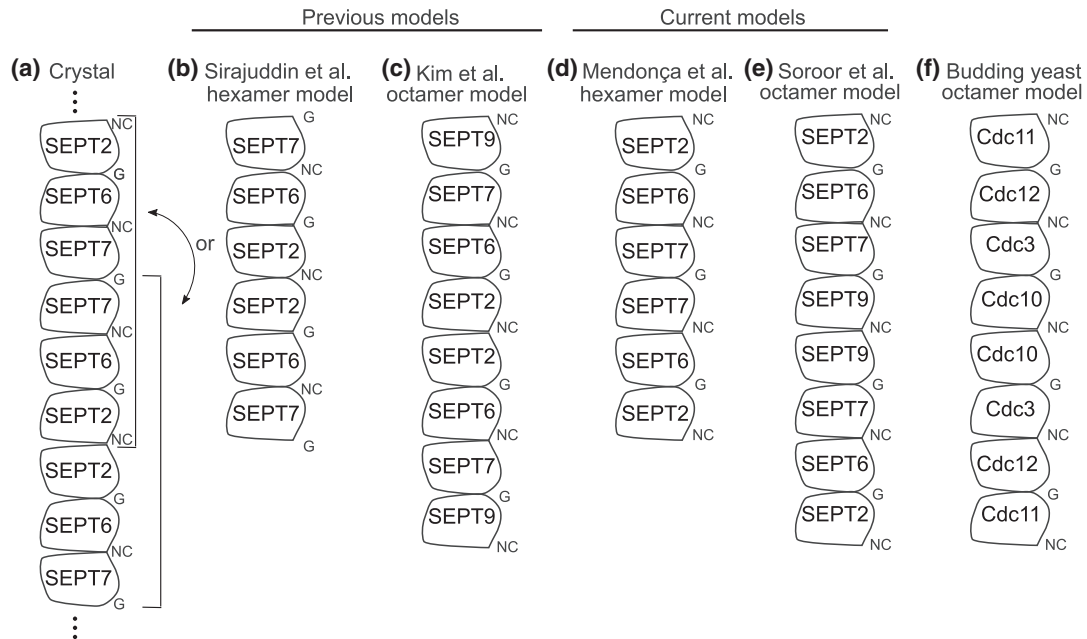 Previous models
Current models
(a) Crystal
(b) Sirajuddin et al.
hexamer model
(c) Kim et al.
octamer model
(d) Mendonça et al.
hexamer model
(e) Soroor et al.
octamer model
(f) Budding yeast
octamer model
NC
SEPT2
G
SEPT6
NC
SEPT7
G
SEPT7
NC
SEPT6
G
SEPT2
NC
SEPT2
G
SEPT6
NC
SEPT7
G
or
G
SEPT7
NC
SEPT6
G
SEPT2
NC
SEPT2
G
SEPT6
NC
SEPT7
G
NC
SEPT9
G
SEPT7
NC
SEPT6
G
SEPT2
NC
SEPT2
G
SEPT6
NC
SEPT7
G
SEPT9
NC
NC
SEPT2
G
SEPT6
NC
SEPT7
G
SEPT7
NC
SEPT6
G
SEPT2
NC
NC
SEPT2
G
SEPT6
NC
SEPT7
G
SEPT9
NC
SEPT9
G
SEPT7
NC
SEPT6
G
SEPT2
NC
NC
Cdc11
G
Cdc12
NC
Cdc3
G
Cdc10
NC
Cdc10
G
Cdc3
NC
Cdc12
G
Cdc11
NC